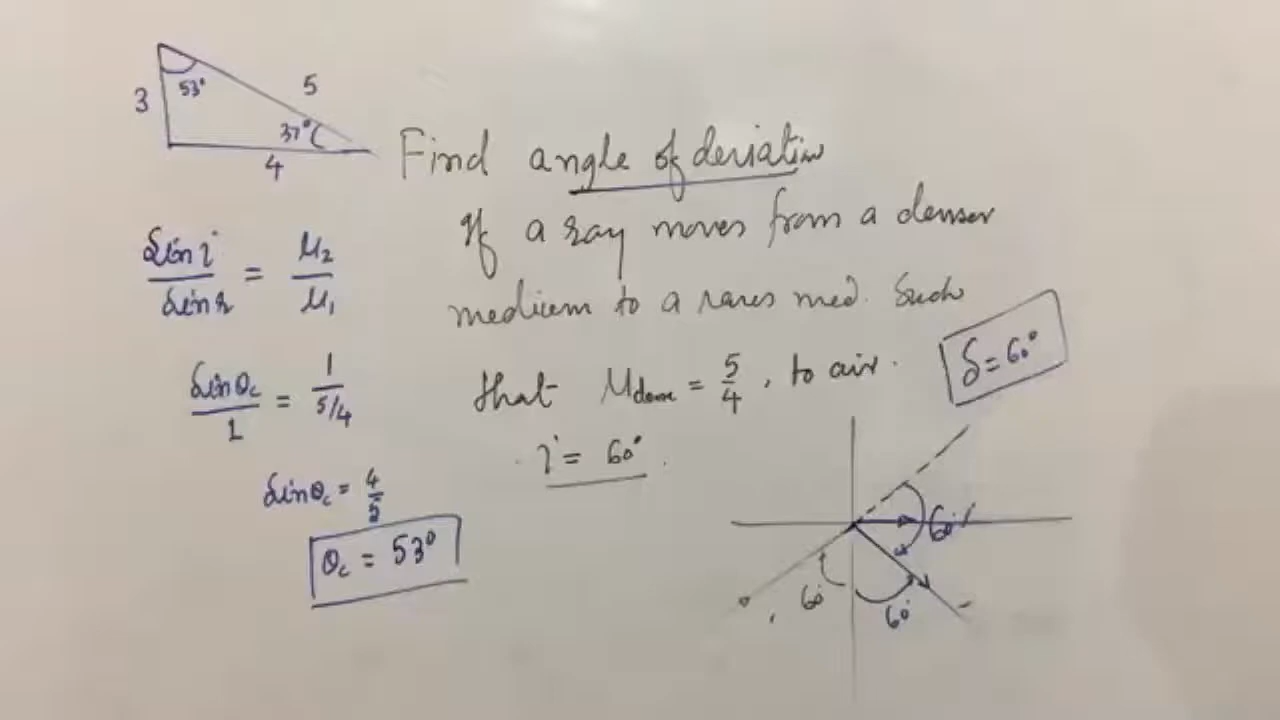 53°
5
3
37°
4
Find angle of deviation
If a ray moves from a denser
medium to a rarer med. Such
that μdense = 5/4, to air.
i = 60°
δ = 60°
Sin i / Sin r = μ2 / μ1
Sin θc / 1 = 1 / 5/4
Sin θc = 4/5
θc = 53°
60°
60°
60°